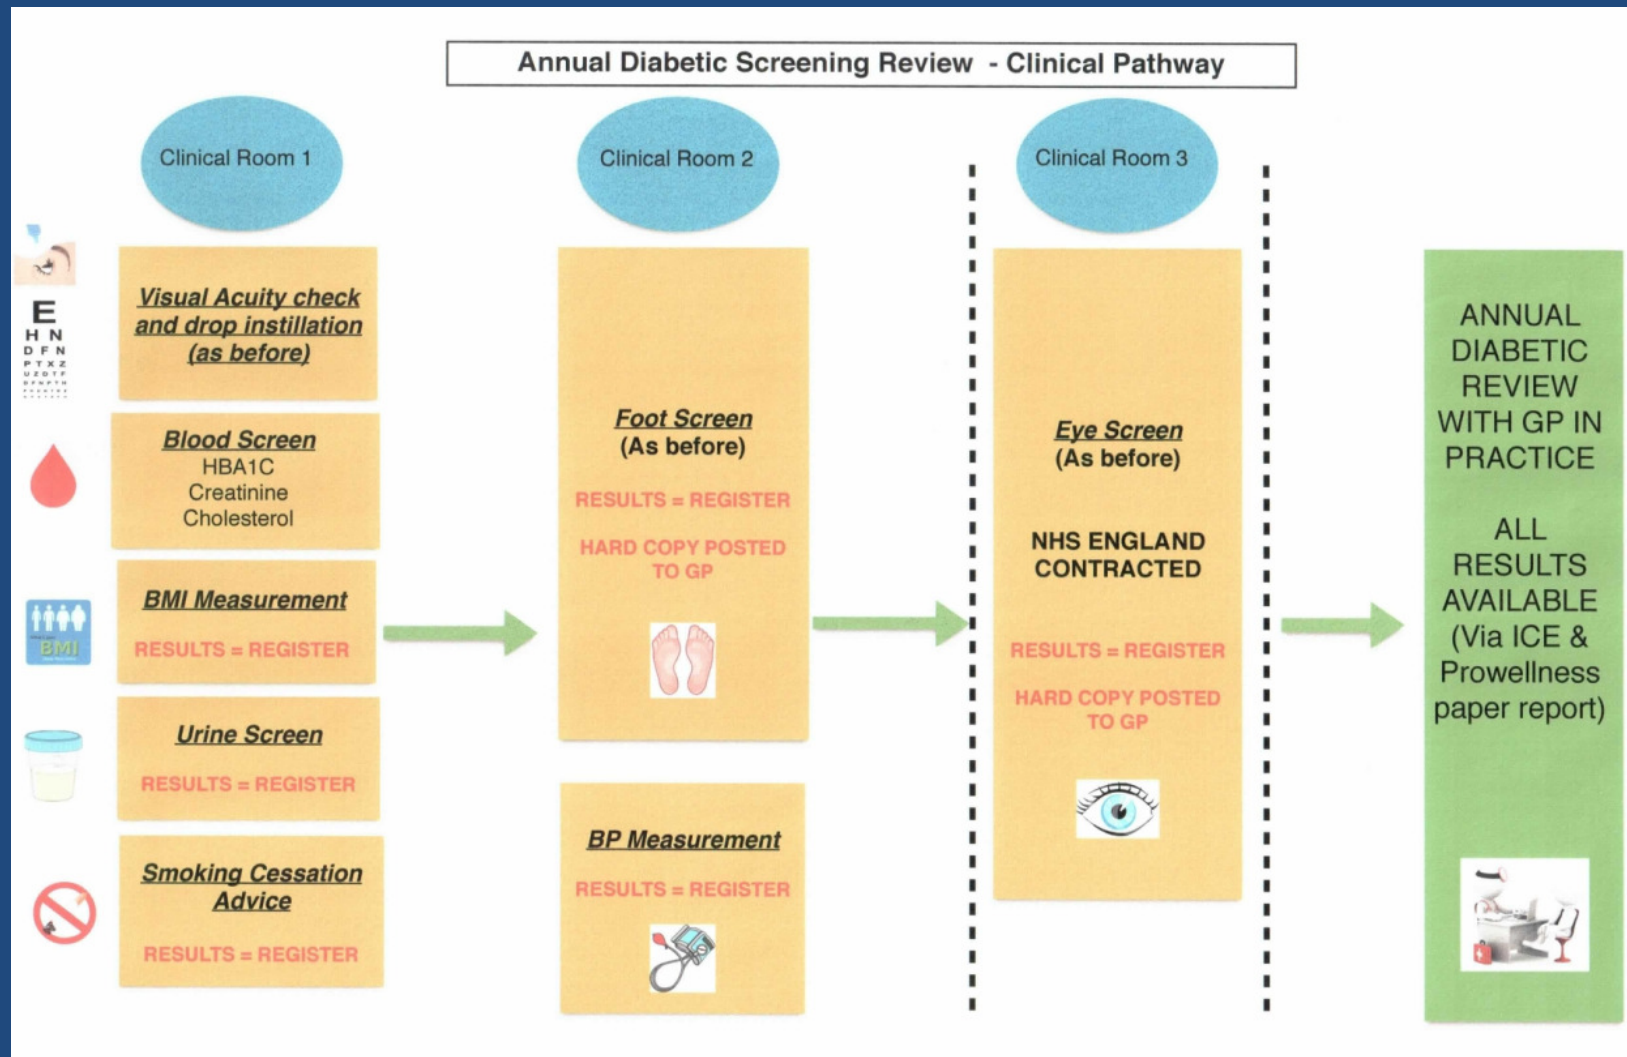 Annual Diabetic Screening Review - Clinical Pathway
Clinical Room 1
Visual Acuity check
and drop instillation
(as before)
E
H N
D F N
P T X Z
U Z D T F
Blood Screen
HBA1C
Creatinine
Cholesterol
BMI Measurement
RESULTS = REGISTER
BMI
Urine Screen
RESULTS = REGISTER
Smoking Cessation
Advice
RESULTS = REGISTER
Clinical Room 2
Foot Screen
(As before)
RESULTS = REGISTER
HARD COPY POSTED
TO GP
BP Measurement
RESULTS = REGISTER
Clinical Room 3
Eye Screen
(As before)
NHS ENGLAND
CONTRACTED
RESULTS = REGISTER
HARD COPY POSTED
TO GP
ANNUAL
DIABETIC
REVIEW
WITH GP IN
PRACTICE
ALL
RESULTS
AVAILABLE
(Via ICE &
Prowellness
paper report)